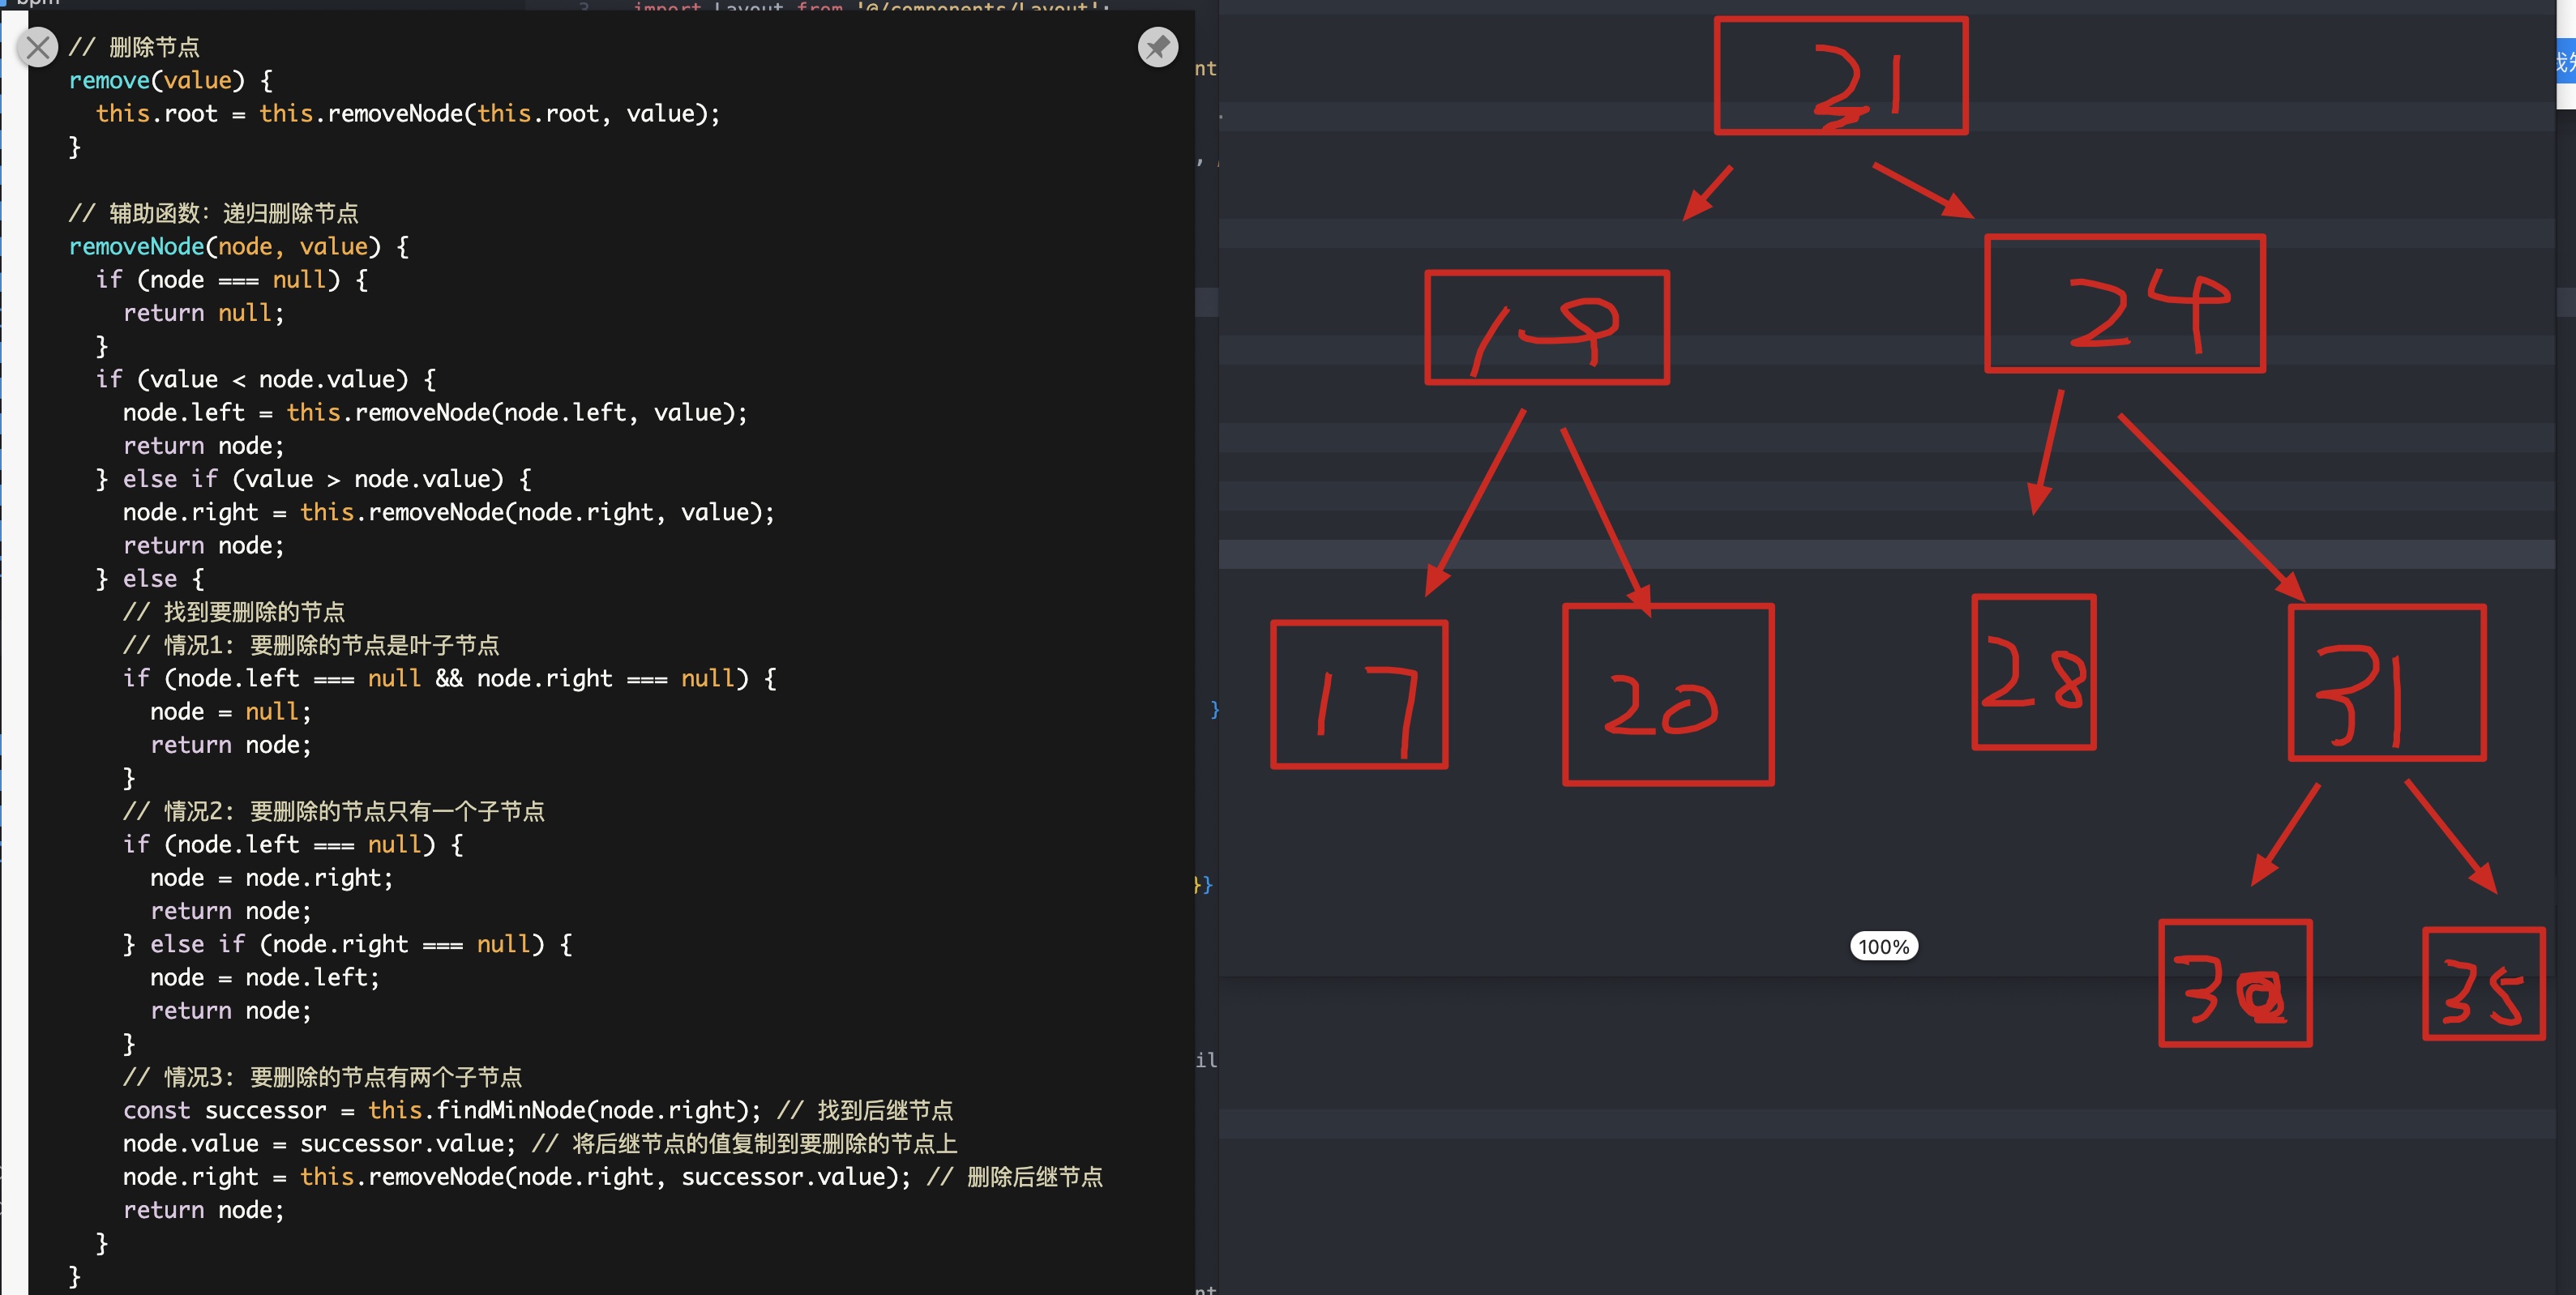 // 删除节点
remove(value) {
this.root = this.removeNode(this.root, value);
}
// 辅助函数: 递归删除节点
removeNode(node, value) {
if (node === null) {
return null;
}
if (value < node.value) {
node.left = this.removeNode(node.left, value);
return node;
} else if (value > node.value) {
node.right = this.removeNode(node.right, value);
return node;
} else {
// 找到要删除的节点
// 情况1: 要删除的节点是叶子节点
if (node.left === null && node.right === null) {
node = null;
return node;
}
// 情况2: 要删除的节点只有一个子节点
if (node.left === null) {
node = node.right;
return node;
} else if (node.right === null) {
node = node.left;
return node;
}
// 情况3: 要删除的节点有两个子节点
const successor = this.findMinNode(node.right); // 找到后继节点
node.value = successor.value; // 将后继节点的值复制到要删除的节点上
node.right = this.removeNode(node.right, successor.value); // 删除后继节点
return node;
}
}
21
19
24
17
20
28
31
35
100%